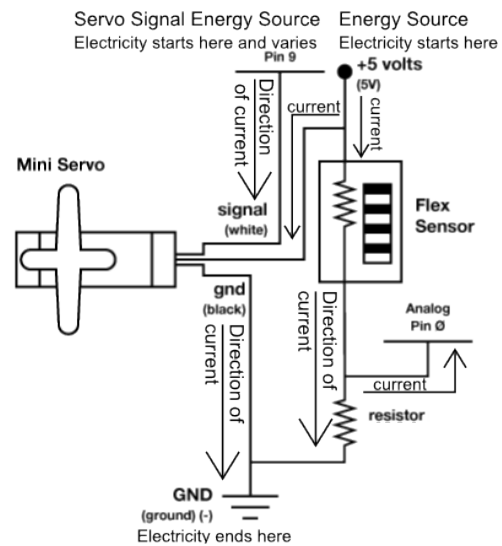 Servo Signal Energy Source
Electricity starts here and varies
Energy Source
Electricity starts here
Pin 9
+5 volts
(5V)
Direction
of current
current
current
Mini Servo
signal
(white)
Flex
Sensor
gnd
(black)
Direction of
current
Direction of
current
Analog
Pin Ø
current
resistor
GND
(ground) (-)
Electricity ends here